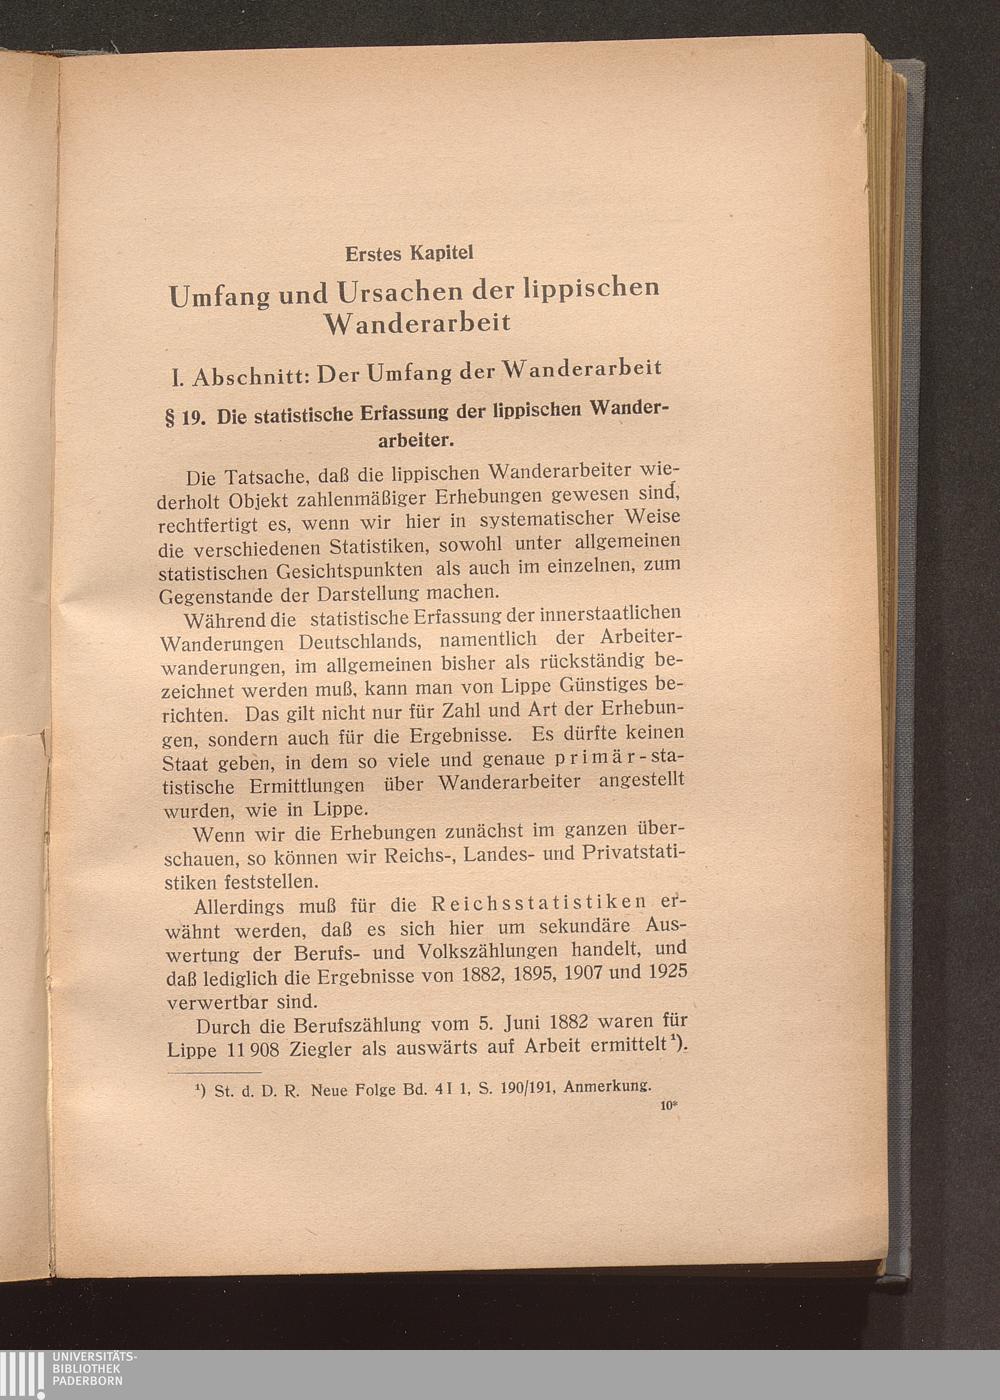 Erstes Kapitel
Umfang und Ursachen der lippischen
Wanderarbeit
I. Abschnitt: Der Umfang der Wanderarbeit
§ 19. Die statistische Erfassung der lippischen Wander-
arbeiter.
Die Tatsache, daß die lippischen Wanderarbeiter wie-
derholt Objekt zahlenmäßiger Erhebungen gewesen sind,
rechtfertigt es, wenn wir hier in systematischer Weise
die verschiedenen Statistiken, sowohl unter allgemeinen
statistischen Gesichtspunkten als auch im einzelnen, zum
Gegenstande der Darstellung machen.
Während die statistische Erfassung der innerstaatlichen
Wanderungen Deutschlands, namentlich der Arbeiter-
wanderungen, im allgemeinen bisher als rückständig be-
zeichnet werden muß, kann man von Lippe Günstiges be-
richten. Das gilt nicht nur für Zahl und Art der Erhebun-
gen, sondern auch für die Ergebnisse. Es dürfte keinen
Staat geben, in dem so viele und genaue primär-sta-
tistische Ermittlungen über Wanderarbeiter angestellt
wurden, wie in Lippe.
Wenn wir die Erhebungen zunächst im ganzen über-
schauen, so können wir Reichs-, Landes- und Privatstati-
stiken feststellen.
Allerdings muß für die Reichsstatistiken er-
wähnt werden, daß es sich hier um sekundäre Aus-
wertung der Berufs- und Volkszählungen handelt, und
daß lediglich die Ergebnisse von 1882, 1895, 1907 und 1925
verwertbar sind.
Durch die Berufszählung vom 5. Juni 1882 waren für
Lippe 11 908 Ziegler als auswärts auf Arbeit ermittelt¹).
¹) St. d. D. R. Neue Folge Bd. 4 I 1, S. 190/191, Anmerkung.
10*
UNIVERSITÄTS-
BIBLIOTHEK
PADERBORN